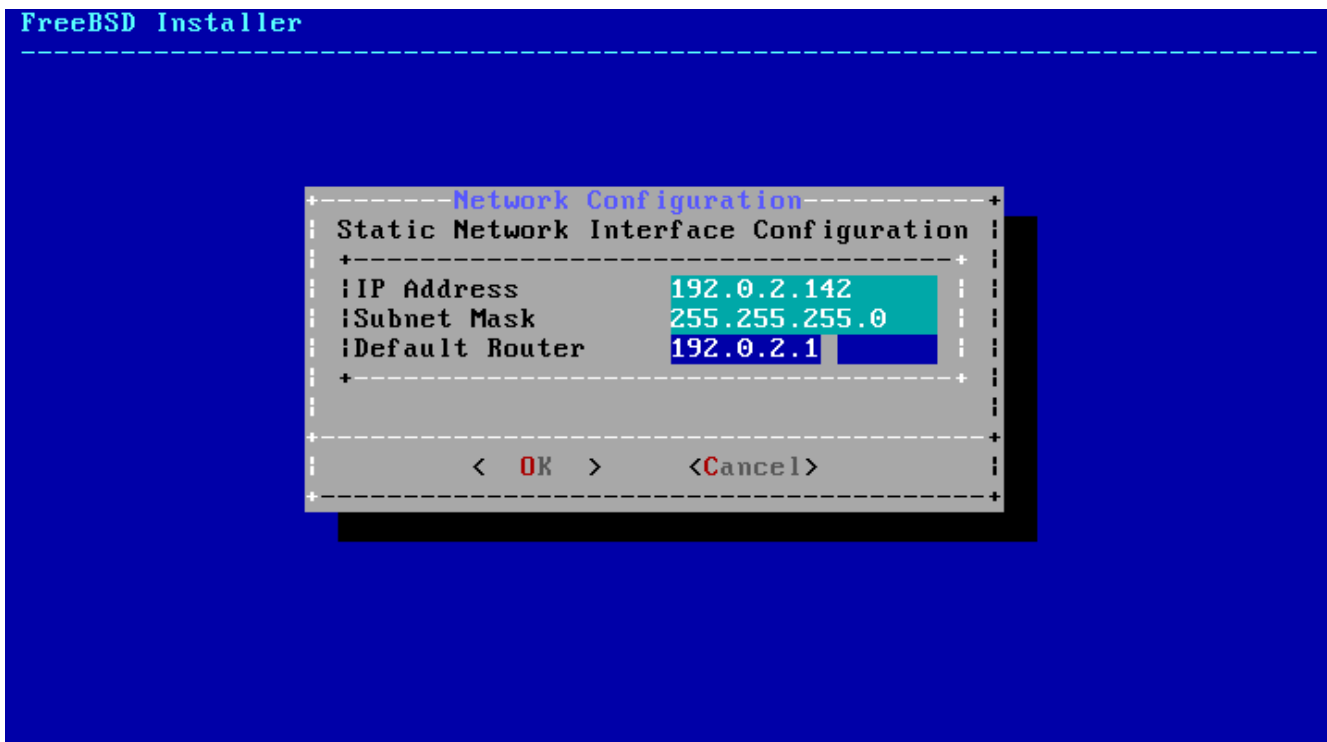 FreeBSD Installer
Network Configuration
Static Network Interface Configuration
IP Address 192.0.2.142
Subnet Mask 255.255.255.0
Default Router 192.0.2.1
< OK > <Cancel>